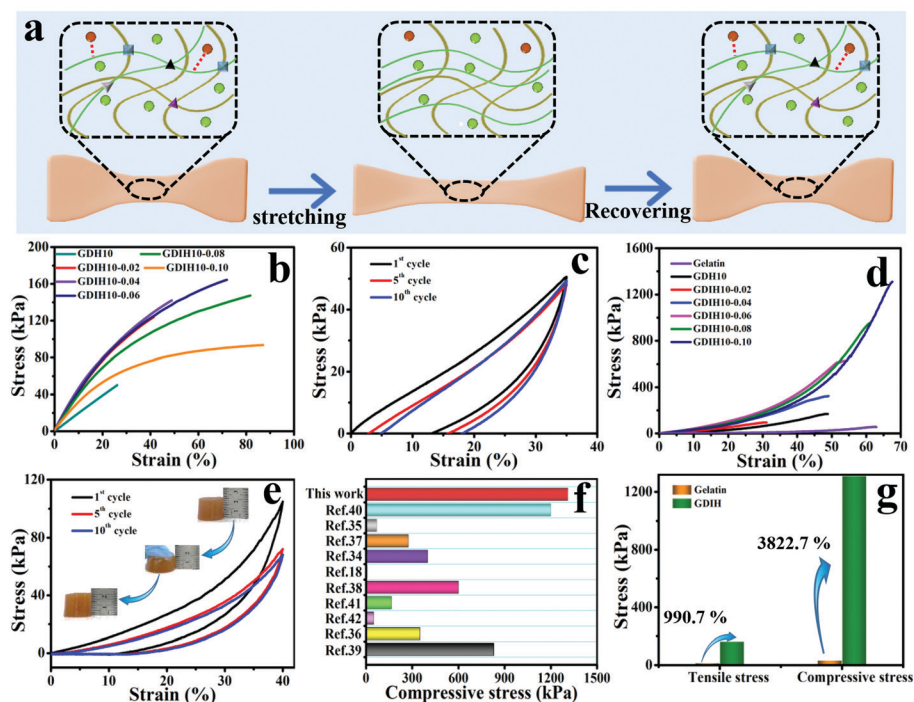 a
stretching
Recovering
b
Stress (kPa)
200
160
120
80
40
0
0 20 40 60 80 100
Strain (%)
GDH10
GDIH10-0.02
GDIH10-0.04
GDIH10-0.06
GDIH10-0.08
GDIH10-0.10
c
Stress (kPa)
60
40
20
0
0 10 20 30 40
Strain (%)
1st cycle
5th cycle
10th cycle
d
Stress (kPa)
1600
1200
800
400
0
0 10 20 30 40 50 60 70
Strain (%)
Gelatin
GDH10
GDIH10-0.02
GDIH10-0.04
GDIH10-0.06
GDIH10-0.08
GDIH10-0.10
e
Stress (kPa)
120
100
80
60
40
20
0
0 10 20 30 40
Strain (%)
1st cycle
5th cycle
10th cycle
f
This work
Ref.40
Ref.35
Ref.37
Ref.34
Ref.18
Ref.38
Ref.41
Ref.42
Ref.36
Ref.39
0 300 600 900 1200 1500
Compressive stress (kPa)
g
Stress (kPa)
1200
900
600
300
0
Gelatin
GDIH
3822.7 %
990.7 %
Tensile stress
Compressive stress